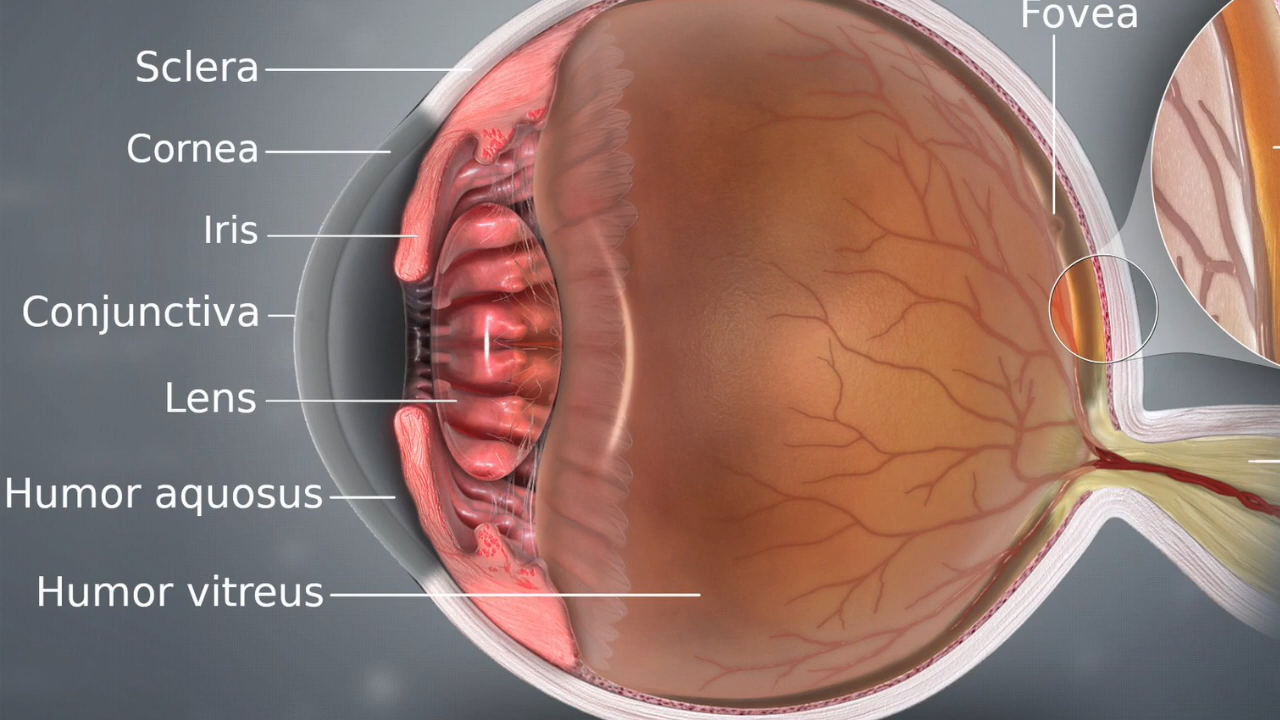 Fovea
Sclera
Cornea
Iris
Conjunctiva
Lens
Humor aquosus
Humor vitreus